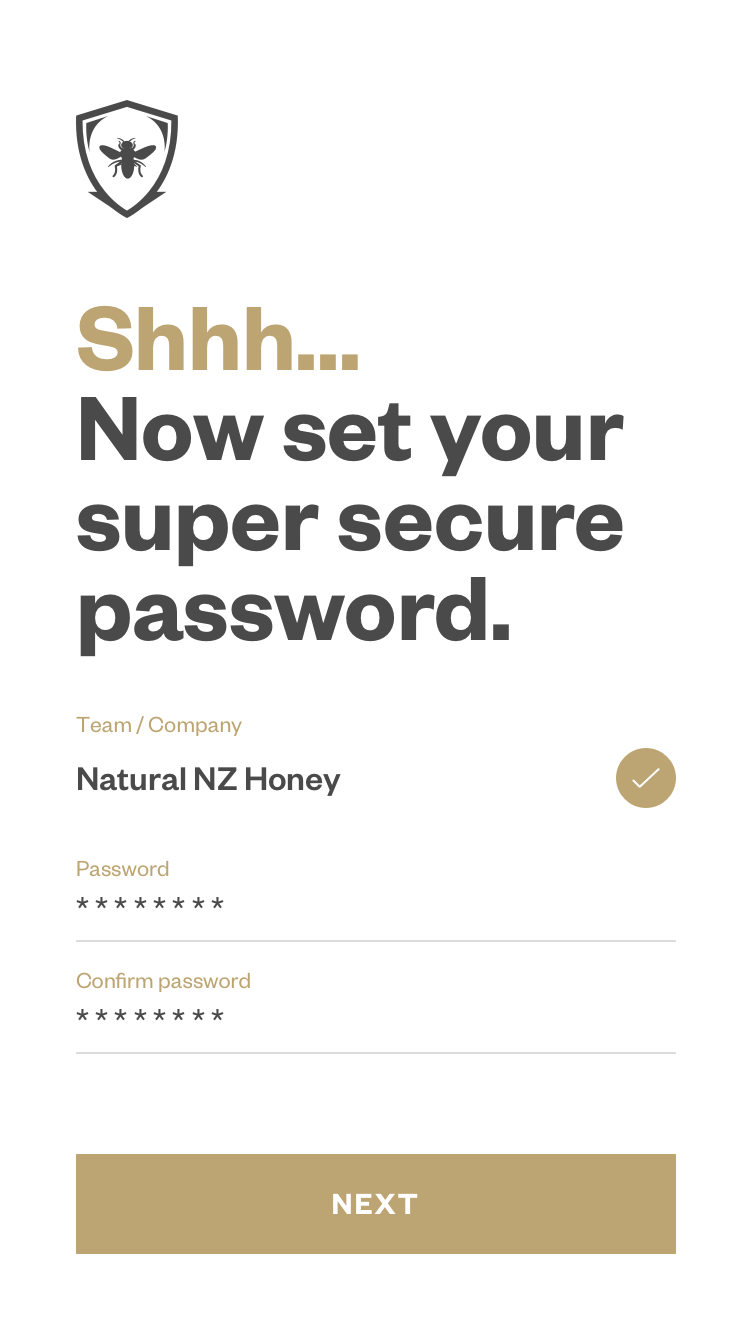 Shhh...
Now set your
super secure
password.
Team / Company
Natural NZ Honey
Password
* * * * * * * *
Confirm password
* * * * * * * *
NEXT